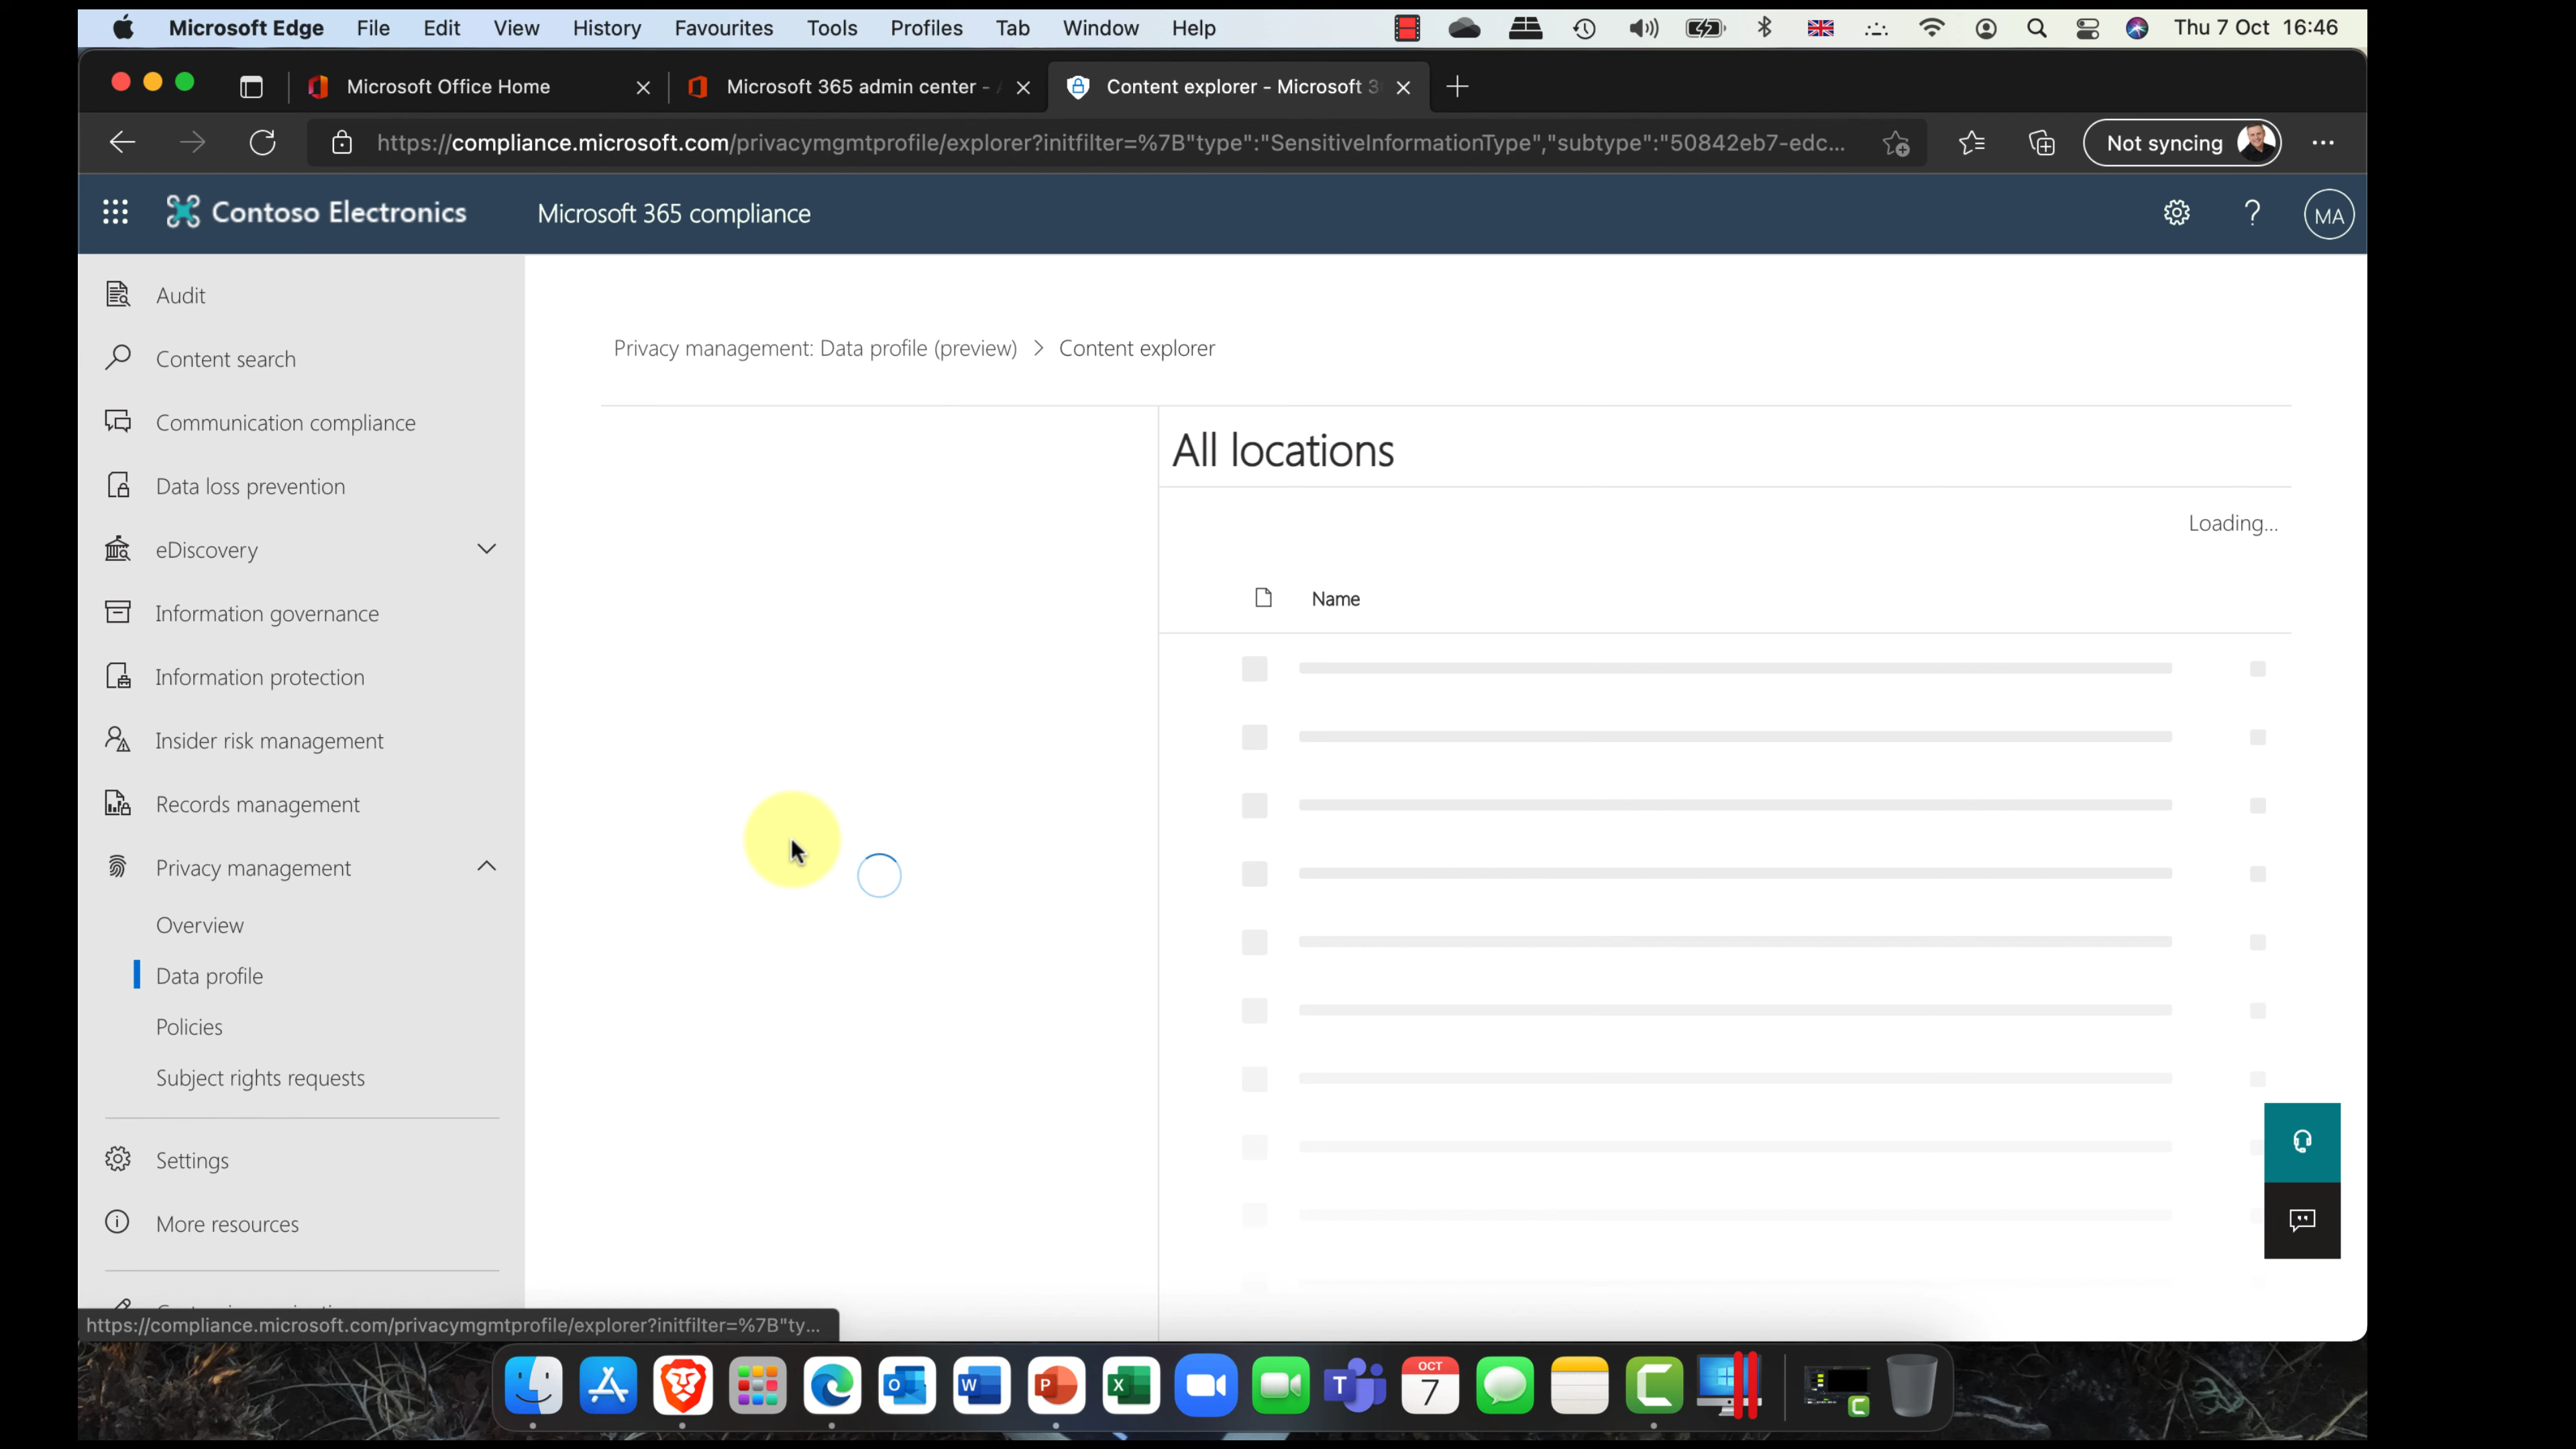 Microsoft Edge File Edit View History Favourites Tools Profiles Tab Window Help Thu 7 Oct 16:46
Microsoft Office Home
Microsoft 365 admin center -
Content explorer - Microsoft 3
https://compliance.microsoft.com/privacymgmtprofile/explorer?initfilter=%7B"type":"SensitiveInformationType","subtype":"50842eb7-edc...
Not syncing
Contoso Electronics
Microsoft 365 compliance
MA
Audit
Content search
Communication compliance
Data loss prevention
eDiscovery
Information governance
Information protection
Insider risk management
Records management
Privacy management
Overview
Data profile
Policies
Subject rights requests
Settings
More resources
Privacy management: Data profile (preview) > Content explorer
All locations
Loading...
Name
https://compliance.microsoft.com/privacymgmtprofile/explorer?initfilter=%7B"ty...
OCT
7